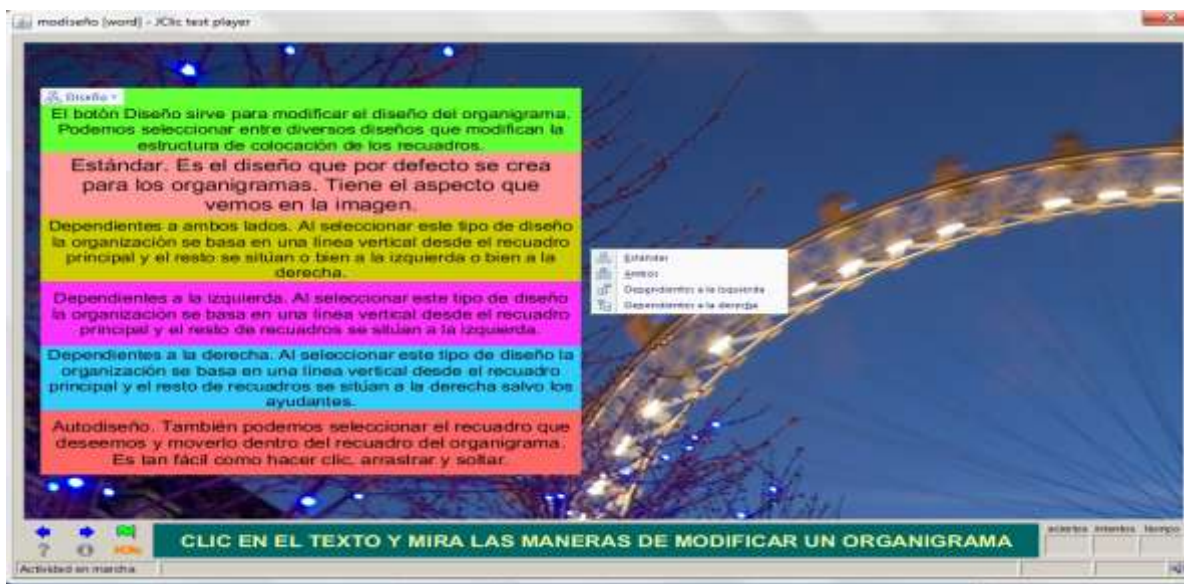 modiseño [word] - JClic test player
Diseño
El botón Diseño sirve para modificar el diseño del organigrama.
Podemos seleccionar entre diversos diseños que modifican la
estructura de colocación de los recuadros.
Estándar. Es el diseño que por defecto se crea
para los organigramas. Tiene el aspecto que
vemos en la imagen.
Dependientes a ambos lados. Al seleccionar este tipo de diseño
la organización se basa en una línea vertical desde el recuadro
principal y el resto se sitúan o bien a la izquierda o bien a la
derecha.
Dependientes a la izquierda. Al seleccionar este tipo de diseño
la organización se basa en una línea vertical desde el recuadro
principal y el resto de recuadros se sitúan a la izquierda.
Dependientes a la derecha. Al seleccionar este tipo de diseño la
organización se basa en una línea vertical desde el recuadro
principal y el resto de recuadros se sitúan a la derecha salvo los
ayudantes.
Autodiseño. También podemos seleccionar el recuadro que
deseemos y moverlo dentro del recuadro del organigrama.
Es tan fácil como hacer clic, arrastrar y soltar.
Estándar
Ambos
Dependientes a la izquierda
Dependientes a la derecha
CLIC EN EL TEXTO Y MIRA LAS MANERAS DE MODIFICAR UN ORGANIGRAMA
aciertos intentos tiempo
Actividad en marcha